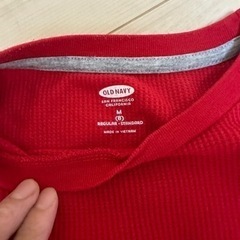 OLD NAVY
SAN FRANCISCO
CALIFORNIA
M
(8)
REGULAR - STANDARD
MADE IN VIETNAM